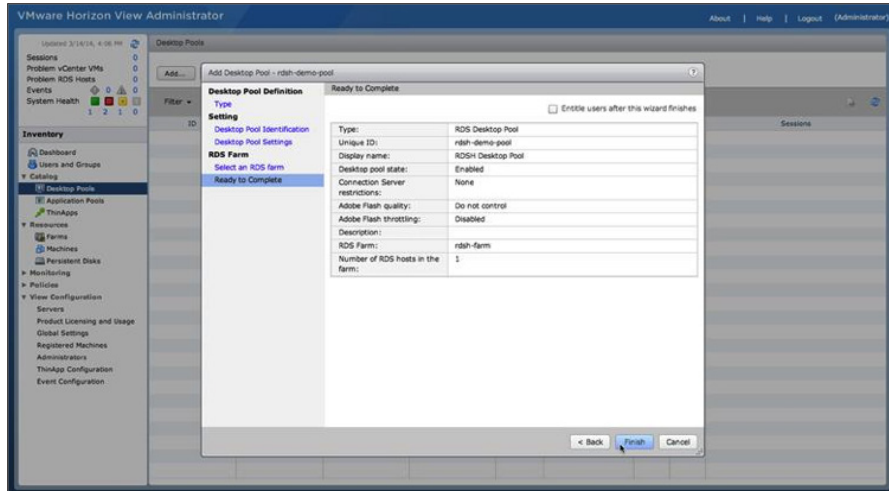 VMware Horizon View Administrator
About | Help | Logout (Administrator)
Updated 3/14/14, 4:06 PM
Sessions 0
Problem vCenter VMs 0
Problem RDS Hosts 0
Events 0 0
System Health
1 2 1 0
Inventory
Dashboard
Users and Groups
Catalog
Desktop Pools
Application Pools
ThinApps
Resources
Farms
Machines
Persistent Disks
Monitoring
Policies
View Configuration
Servers
Product Licensing and Usage
Global Settings
Registered Machines
Administrators
ThinApp Configuration
Event Configuration
Desktop Pools
Add...
Filter
ID
Sessions
Add Desktop Pool - rdsh-demo-pool
?
Desktop Pool Definition
Type
Setting
Desktop Pool Identification
Desktop Pool Settings
RDS Farm
Select an RDS farm
Ready to Complete
Ready to Complete
Entitle users after this wizard finishes
Type: RDS Desktop Pool
Unique ID: rdsh-demo-pool
Display name: RDSH Desktop Pool
Desktop pool state: Enabled
Connection Server restrictions: None
Adobe Flash quality: Do not control
Adobe Flash throttling: Disabled
Description:
RDS Farm: rdsh-farm
Number of RDS hosts in the farm: 1
< Back
Finish
Cancel